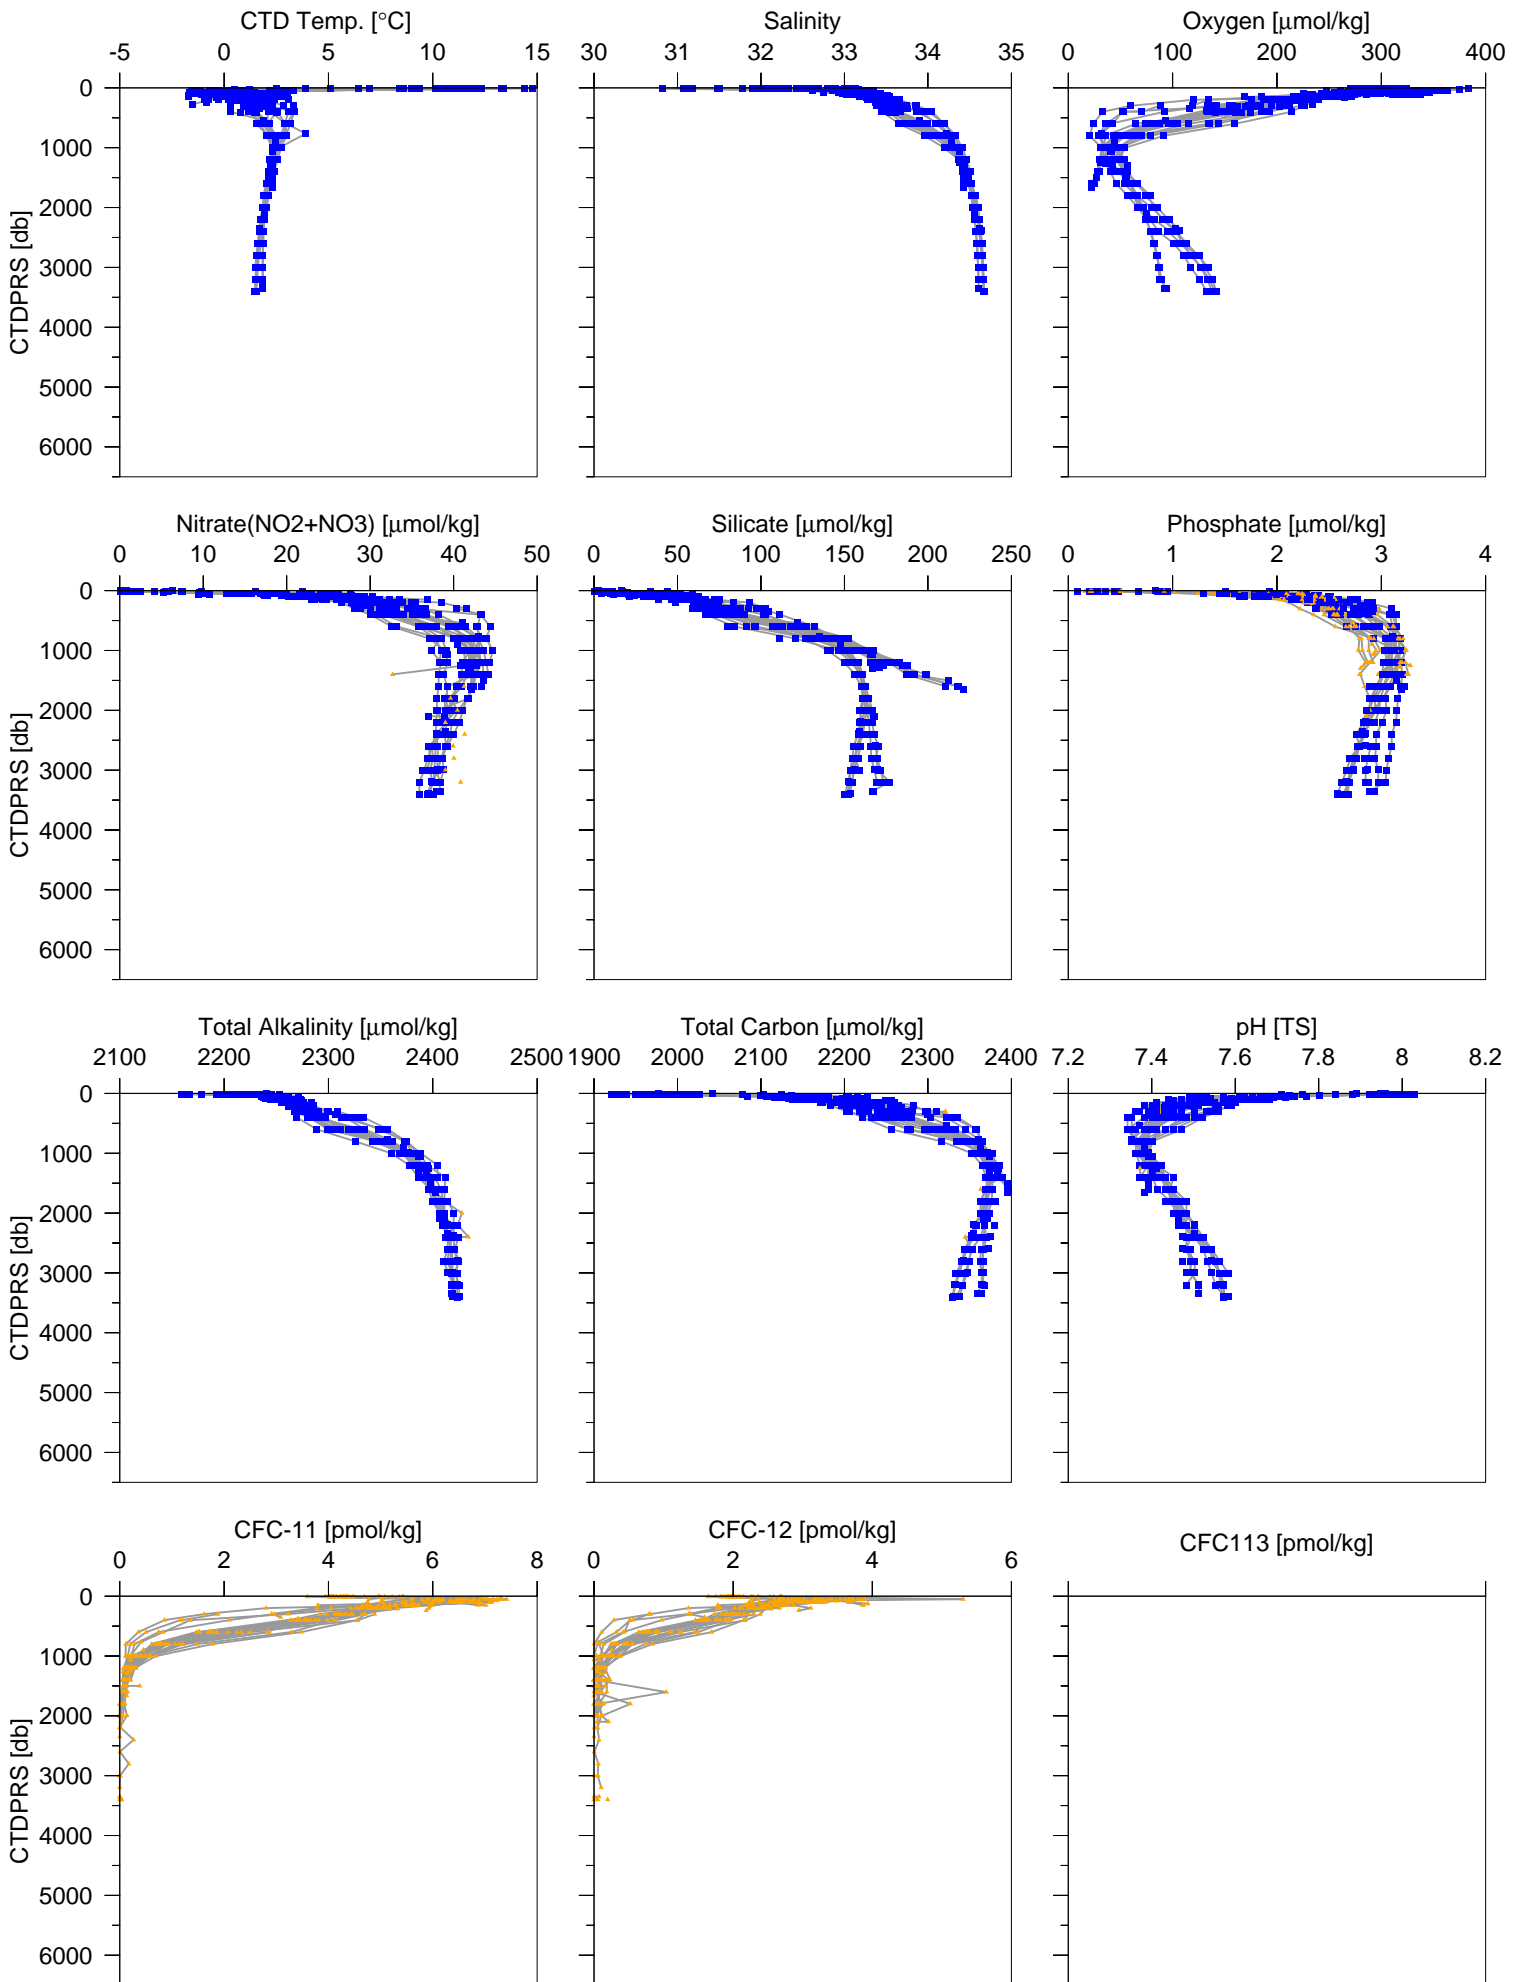 CTD Temp. [°C] Salinity Oxygen [μmol/kg]
-5 0 5 10 15 30 31 32 33 34 35 0 100 200 300 400
0
1000
2000
3000
4000
5000
6000
CTDPRS [db]
Nitrate(NO2+NO3) [μmol/kg] Silicate [μmol/kg] Phosphate [μmol/kg]
0 10 20 30 40 50 0 50 100 150 200 250 0 1 2 3 4
0
1000
2000
3000
4000
5000
6000
CTDPRS [db]
Total Alkalinity [μmol/kg] Total Carbon [μmol/kg] pH [TS]
2100 2200 2300 2400 2500 1900 2000 2100 2200 2300 2400 7.2 7.4 7.6 7.8 8 8.2
0
1000
2000
3000
4000
5000
6000
CTDPRS [db]
CFC-11 [pmol/kg] CFC-12 [pmol/kg] CFC113 [pmol/kg]
0 2 4 6 8 0 2 4 6
0
1000
2000
3000
4000
5000
6000
CTDPRS [db]